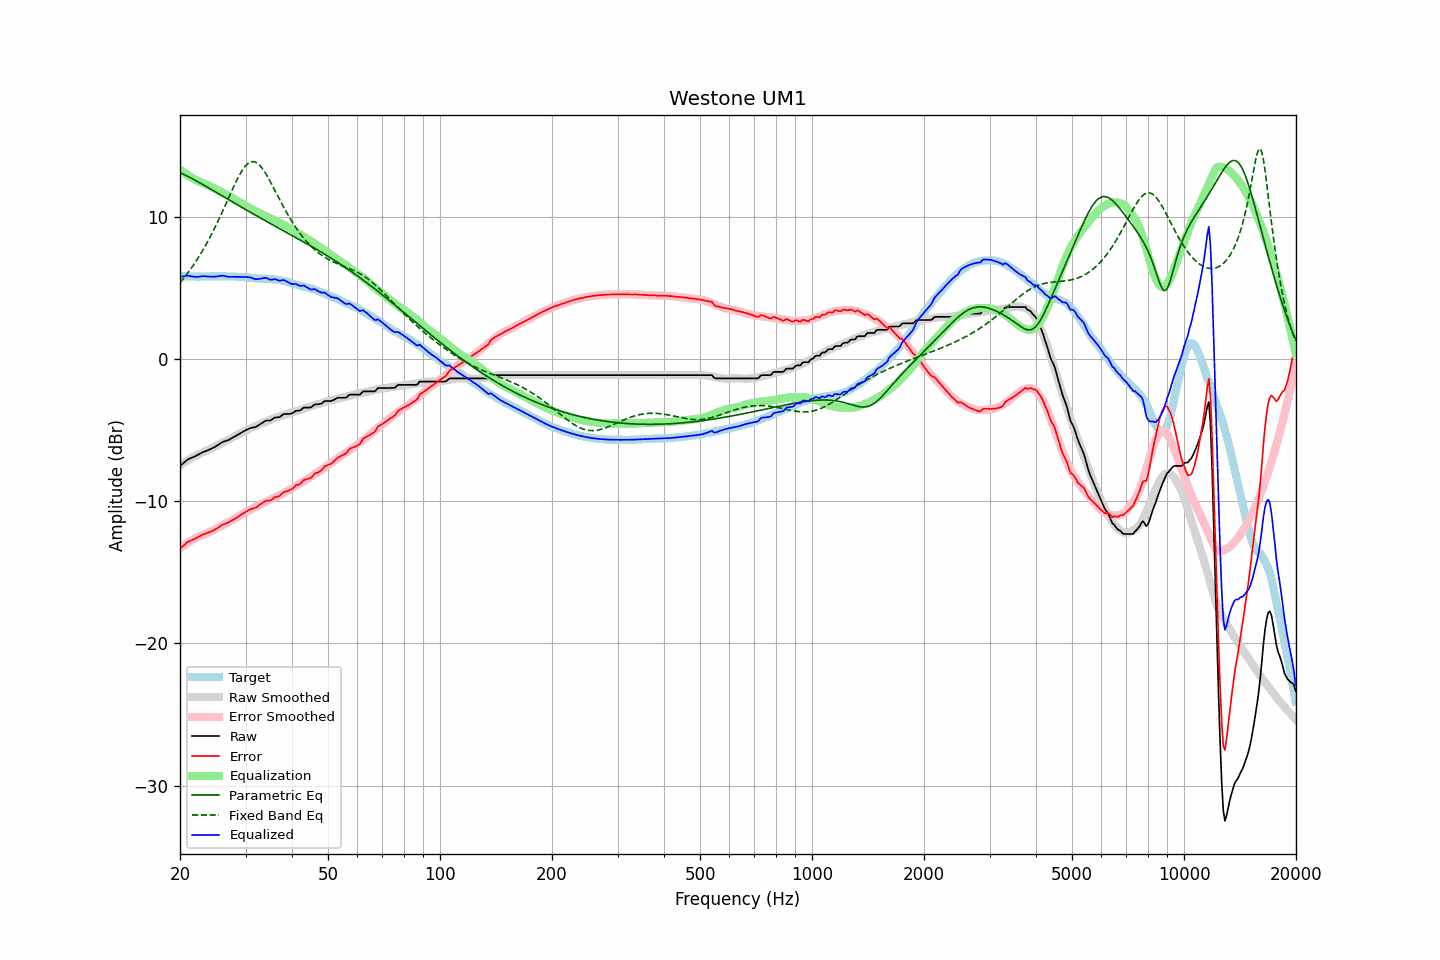 Westone UM1
Amplitude (dBr)
10
0
−10
−20
−30
Target
Raw Smoothed
Error Smoothed
Raw
Error
Equalization
Parametric Eq
Fixed Band Eq
Equalized
20
50
100
200
500
1000
2000
5000
10000
20000
Frequency (Hz)